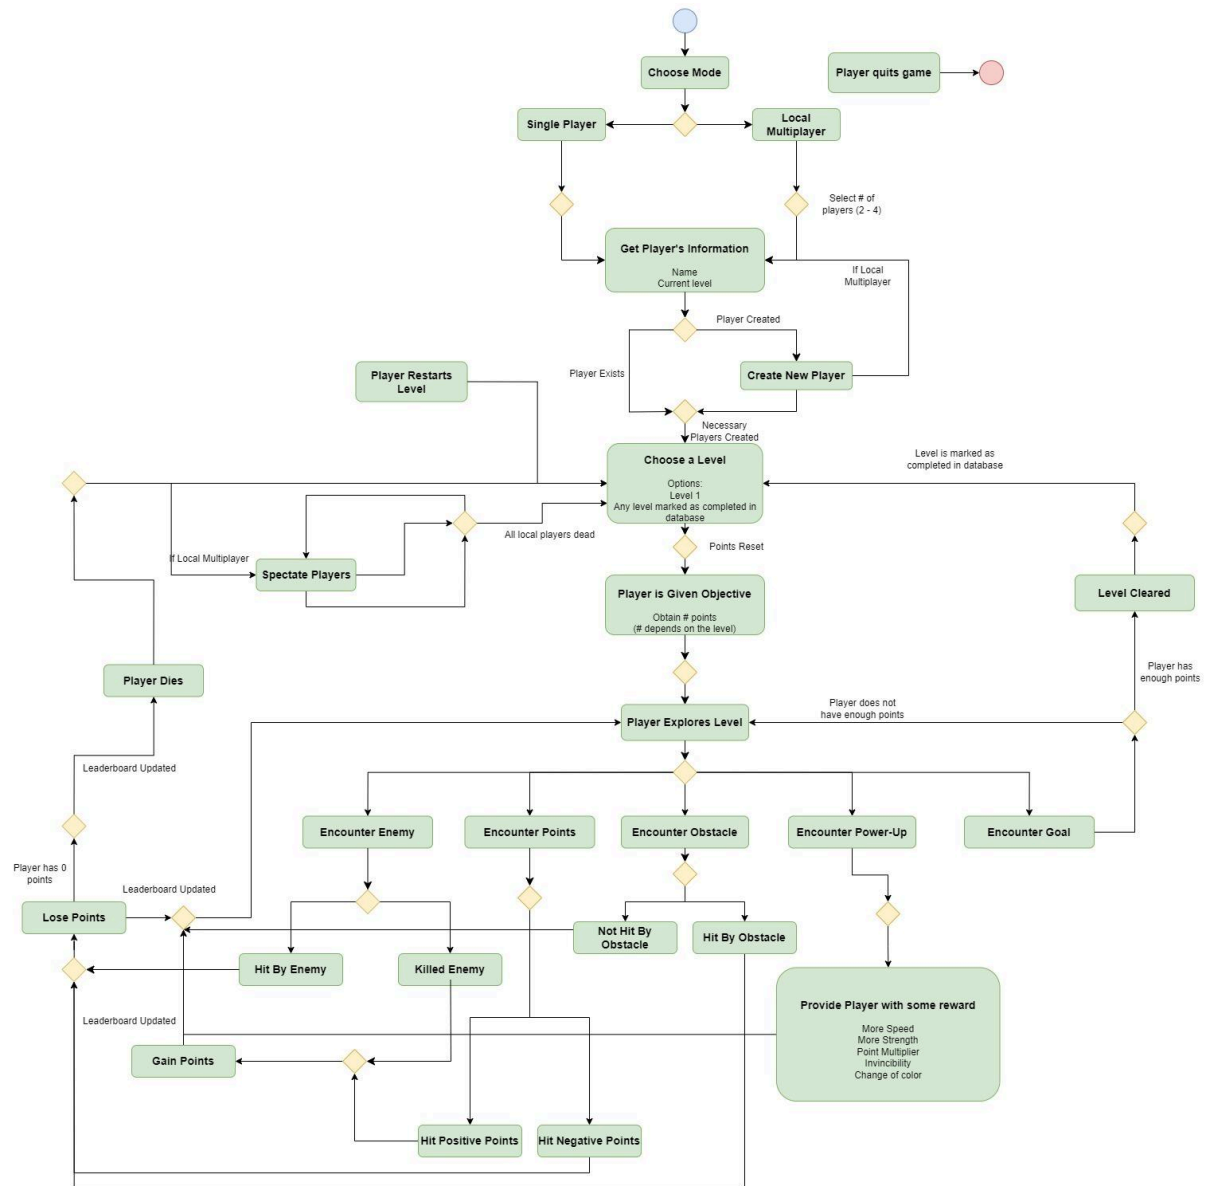 Choose Mode
Player quits game
Single Player
Local
Multiplayer
Select # of
players (2 - 4)
Get Player's Information
Name
Current level
If Local
Multiplayer
Player Created
Player Exists
Create New Player
Player Restarts
Level
Necessary
Players Created
Choose a Level
Options:
Level 1
Any level marked as completed in
database
Level is marked as
completed in database
All local players dead
If Local Multiplayer
Spectate Players
Points Reset
Player is Given Objective
Obtain # points
(# depends on the level)
Level Cleared
Player Dies
Player has
enough points
Player does not
have enough points
Player Explores Level
Leaderboard Updated
Encounter Enemy
Encounter Points
Encounter Obstacle
Encounter Power-Up
Encounter Goal
Player has 0
points
Leaderboard Updated
Lose Points
Not Hit By
Obstacle
Hit By Obstacle
Hit By Enemy
Killed Enemy
Leaderboard Updated
Gain Points
Provide Player with some reward
More Speed
More Strength
Point Multiplier
Invincibility
Change of color
Hit Positive Points
Hit Negative Points